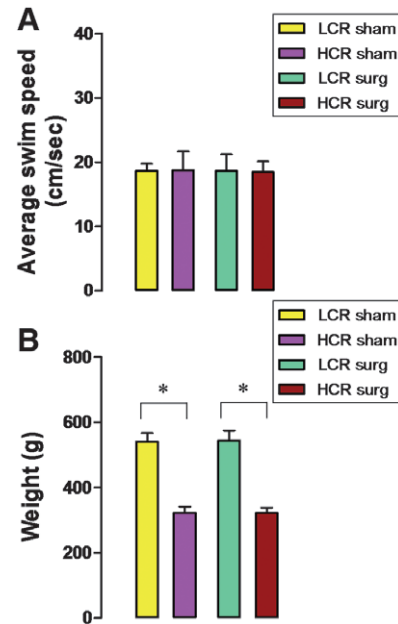 A
LCR sham
HCR sham
LCR surg
HCR surg
Average swim speed
(cm/sec)
40
30
20
10
0
B
LCR sham
HCR sham
LCR surg
HCR surg
Weight (g)
800
600
400
200
0
* *